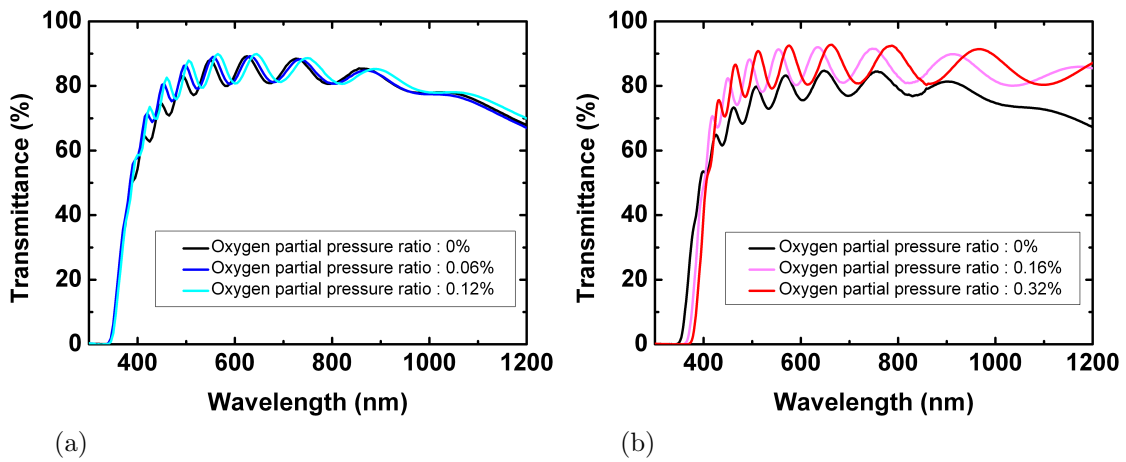 100
80
60
40
20
0
Transmittance (%)
Oxygen partial pressure ratio : 0%
Oxygen partial pressure ratio : 0.06%
Oxygen partial pressure ratio : 0.12%
400 600 800 1000 1200
Wavelength (nm)
(a)
100
80
60
40
20
0
Transmittance (%)
Oxygen partial pressure ratio : 0%
Oxygen partial pressure ratio : 0.16%
Oxygen partial pressure ratio : 0.32%
400 600 800 1000 1200
Wavelength (nm)
(b)